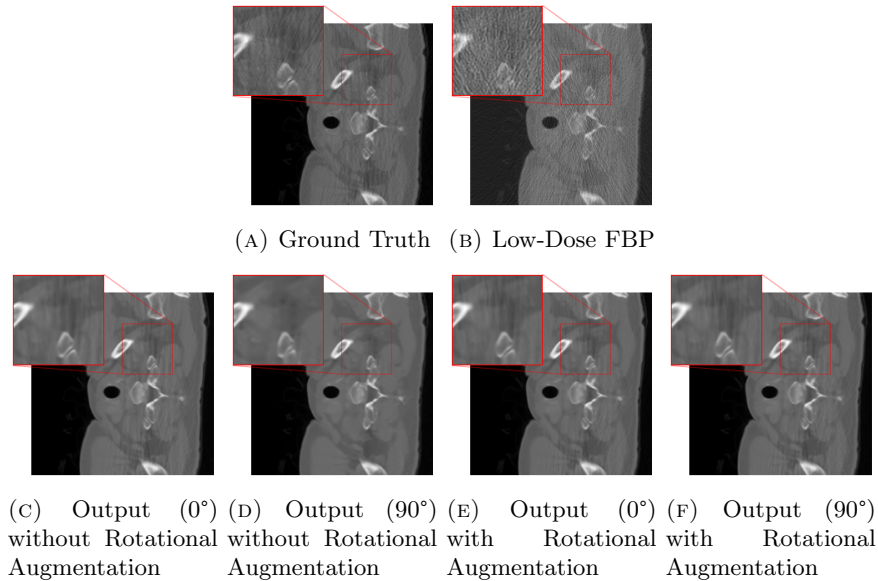 (A) Ground Truth (B) Low-Dose FBP
(C) Output (0°) without Rotational Augmentation
(D) Output (90°) without Rotational Augmentation
(E) Output (0°) with Rotational Augmentation
(F) Output (90°) with Rotational Augmentation